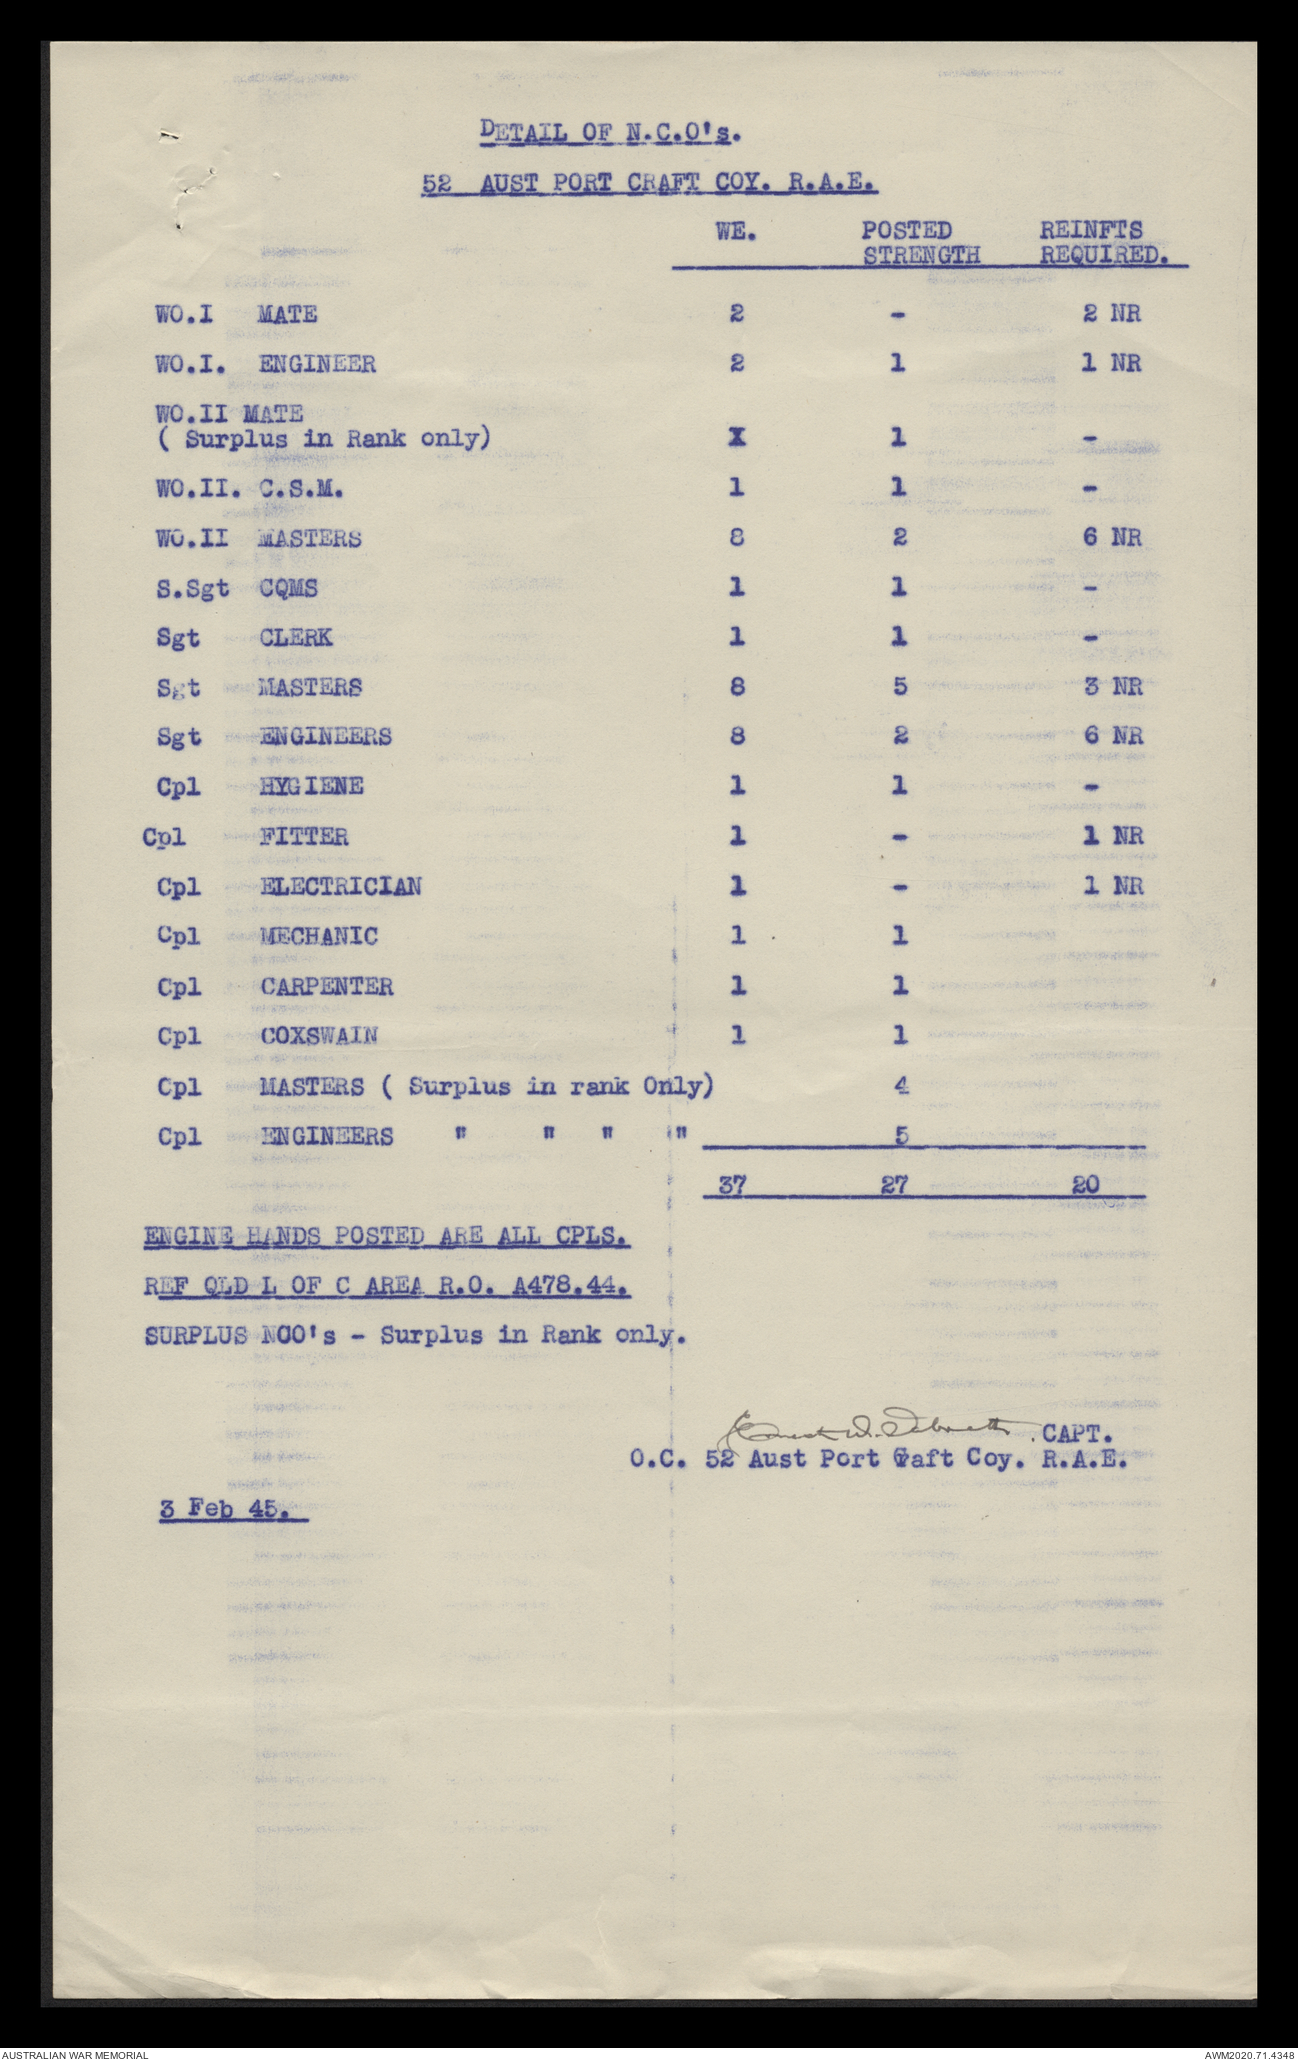 DETAIL OF N.C.O's.
52 AUST PORT CRAFT COY. R.A.E.
WE. POSTED REINFTS
STRENGTH REQUIRED.
WO.I MATE 2 - 2 NR
WO.I. ENGINEER 2 1 1 NR
WO.II MATE
( Surplus in Rank only) X 1 -
WO.II. C.S.M. 1 1 -
WO.II MASTERS 8 2 6 NR
S.Sgt CQMS 1 1 -
Sgt CLERK 1 1 -
Sgt MASTERS 8 5 3 NR
Sgt ENGINEERS 8 2 6 NR
Cpl HYGIENE 1 1 -
Cpl FITTER 1 - 1 NR
Cpl ELECTRICIAN 1 - 1 NR
Cpl MECHANIC 1 1
Cpl CARPENTER 1 1
Cpl COXSWAIN 1 1
Cpl MASTERS ( Surplus in rank Only) 4
Cpl ENGINEERS " " " " 5
37 27 20
ENGINE HANDS POSTED ARE ALL CPLS.
REF QLD L OF C AREA R.O. A478.44.
SURPLUS NCO's - Surplus in Rank only.
Ernest W. CAPT.
O.C. 52 Aust Port Craft Coy. R.A.E.
3 Feb 45.
AUSTRALIAN WAR MEMORIAL AWM2020.71.4348